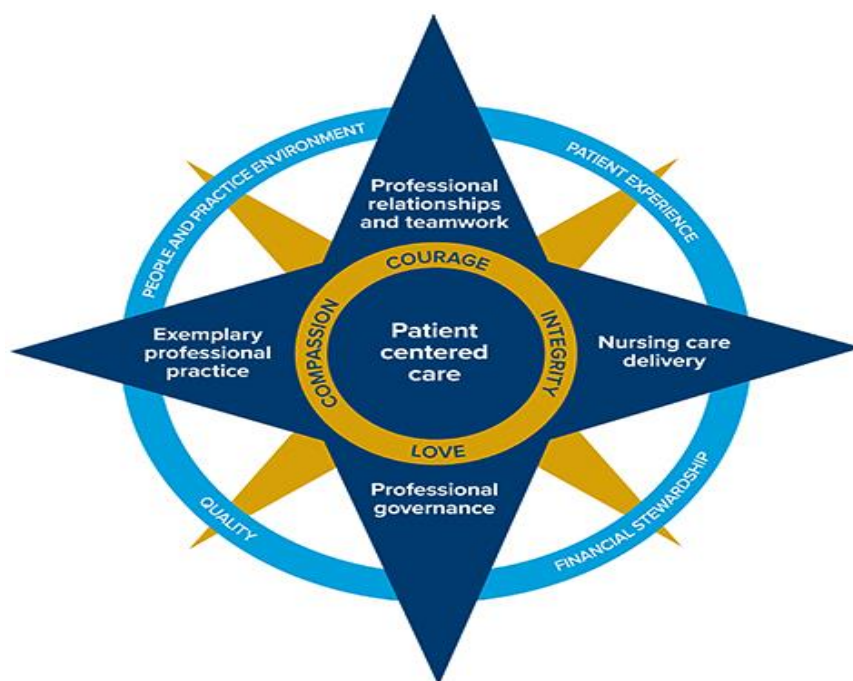 PEOPLE AND PRACTICE ENVIRONMENT
PATIENT EXPERIENCE
Professional
relationships
and teamwork
COURAGE
COMPASSION
INTEGRITY
Exemplary
professional
practice
Patient
centered
care
Nursing care
delivery
LOVE
Professional
governance
QUALITY
FINANCIAL STEWARDSHIP